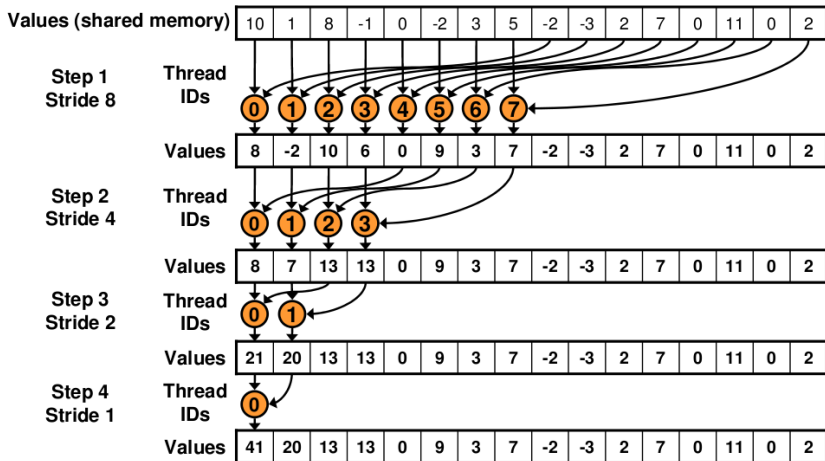 Values (shared memory) 10 1 8 -1 0 -2 3 5 -2 -3 2 7 0 11 0 2
Step 1 Thread
Stride 8 IDs
0 1 2 3 4 5 6 7
Values 8 -2 10 6 0 9 3 7 -2 -3 2 7 0 11 0 2
Step 2 Thread
Stride 4 IDs
0 1 2 3
Values 8 7 13 13 0 9 3 7 -2 -3 2 7 0 11 0 2
Step 3 Thread
Stride 2 IDs
0 1
Values 21 20 13 13 0 9 3 7 -2 -3 2 7 0 11 0 2
Step 4 Thread
Stride 1 IDs
0
Values 41 20 13 13 0 9 3 7 -2 -3 2 7 0 11 0 2